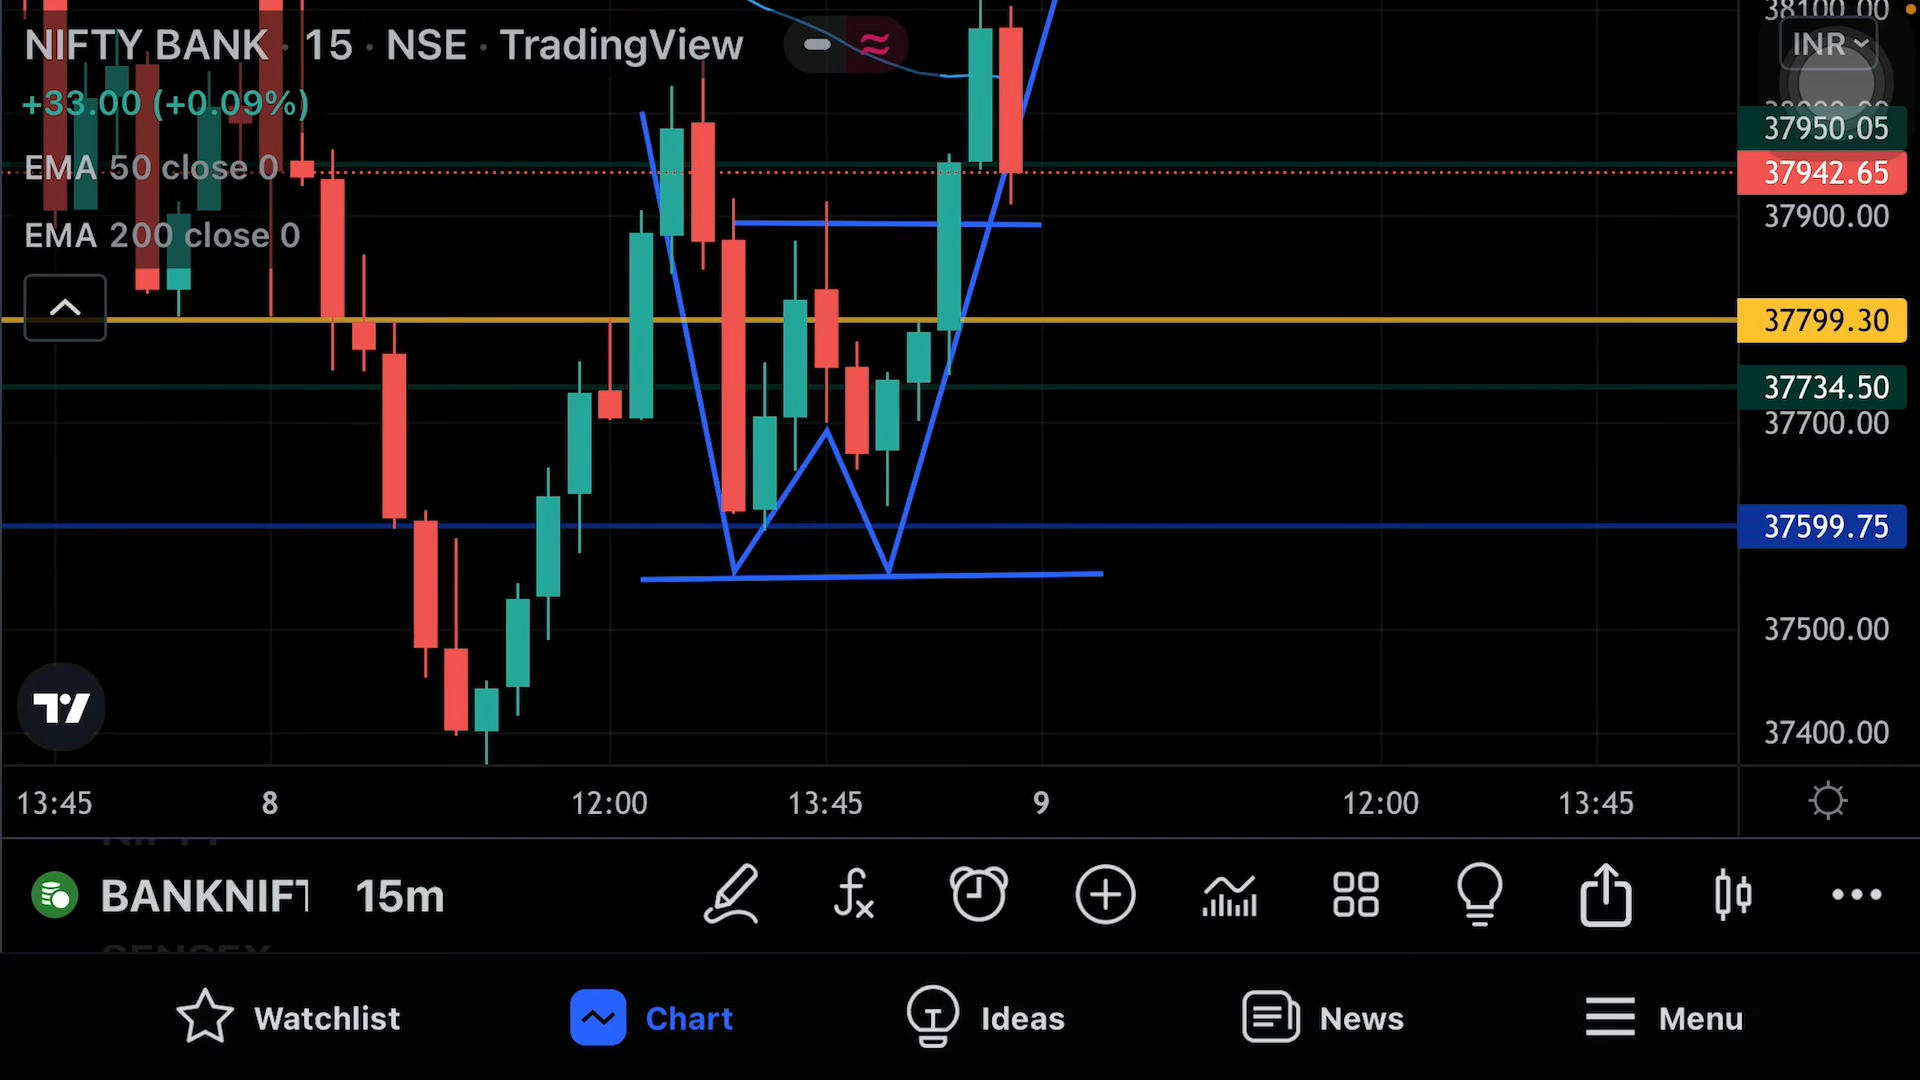 NIFTY BANK · 15 · NSE · TradingView
+33.00 (+0.09%)
EMA 50 close 0
EMA 200 close 0
38100.00
INR
37950.05
37942.65
37900.00
37799.30
37734.50
37700.00
37599.75
37500.00
37400.00
13:45 8 12:00 13:45 9 12:00 13:45
BANKNIFT 15m
Watchlist Chart Ideas News Menu